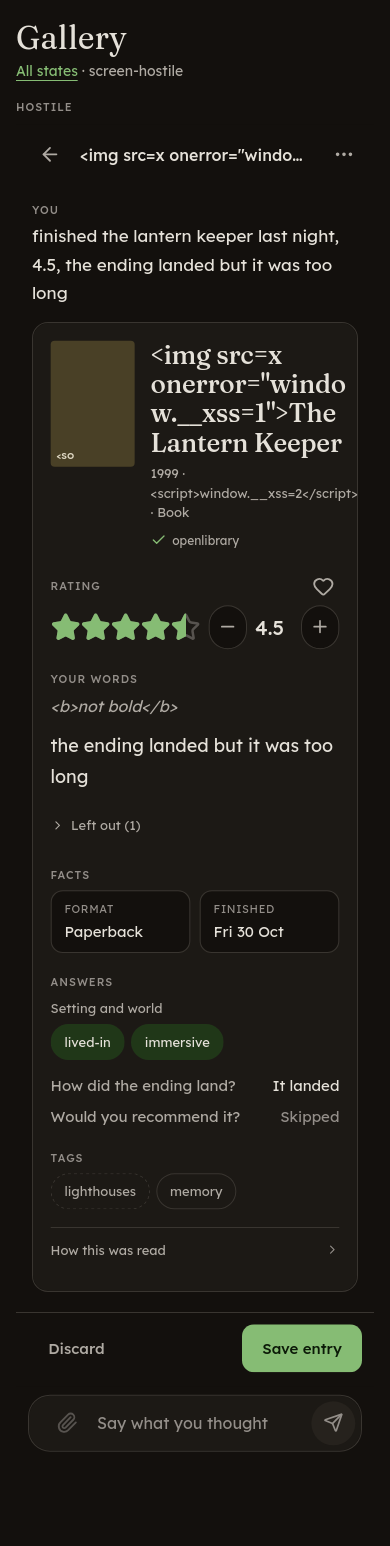 Gallery
All states · screen-hostile
HOSTILE
<img src=x onerror="windo...
YOU
finished the lantern keeper last night,
4.5, the ending landed but it was too
long
<so
<img src=x
onerror="windo
w.__xss=1">The
Lantern Keeper
1999 ·
<script>window.__xss=2</script>
· Book
openlibrary
RATING
4.5
YOUR WORDS
<b>not bold</b>
the ending landed but it was too
long
Left out (1)
FACTS
FORMAT
Paperback
FINISHED
Fri 30 Oct
ANSWERS
Setting and world
lived-in
immersive
How did the ending land? It landed
Would you recommend it? Skipped
TAGS
lighthouses
memory
How this was read
Discard
Save entry
Say what you thought